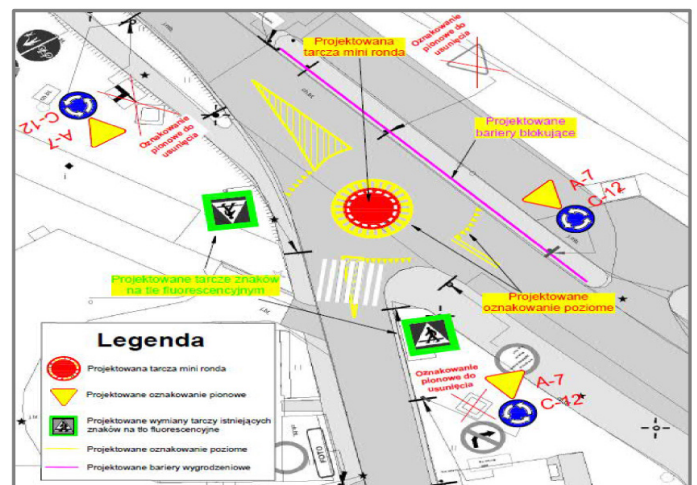 Projektowana
tarcza mini ronda
Oznakowanie
pionowe do
usunięcia
C-12
A-7
Oznakowanie
pionowe do
usunięcia
Projektowane
bariery blokujące
A-7
C-12
Projektowane tarcze znaków
na tle fluorescencyjnym
Projektowane
oznakowanie poziome
Oznakowanie
pionowe do
usunięcia
A-7
C-12
FOTO
Legenda
Projektowana tarcza mini ronda
Projektowane oznakowanie pionowe
Projektowane wymiany tarczy istniejących
znaków na tło fluorescencyjne
Projektowane oznakowanie poziome
Projektowane bariery wygrodzeniowe